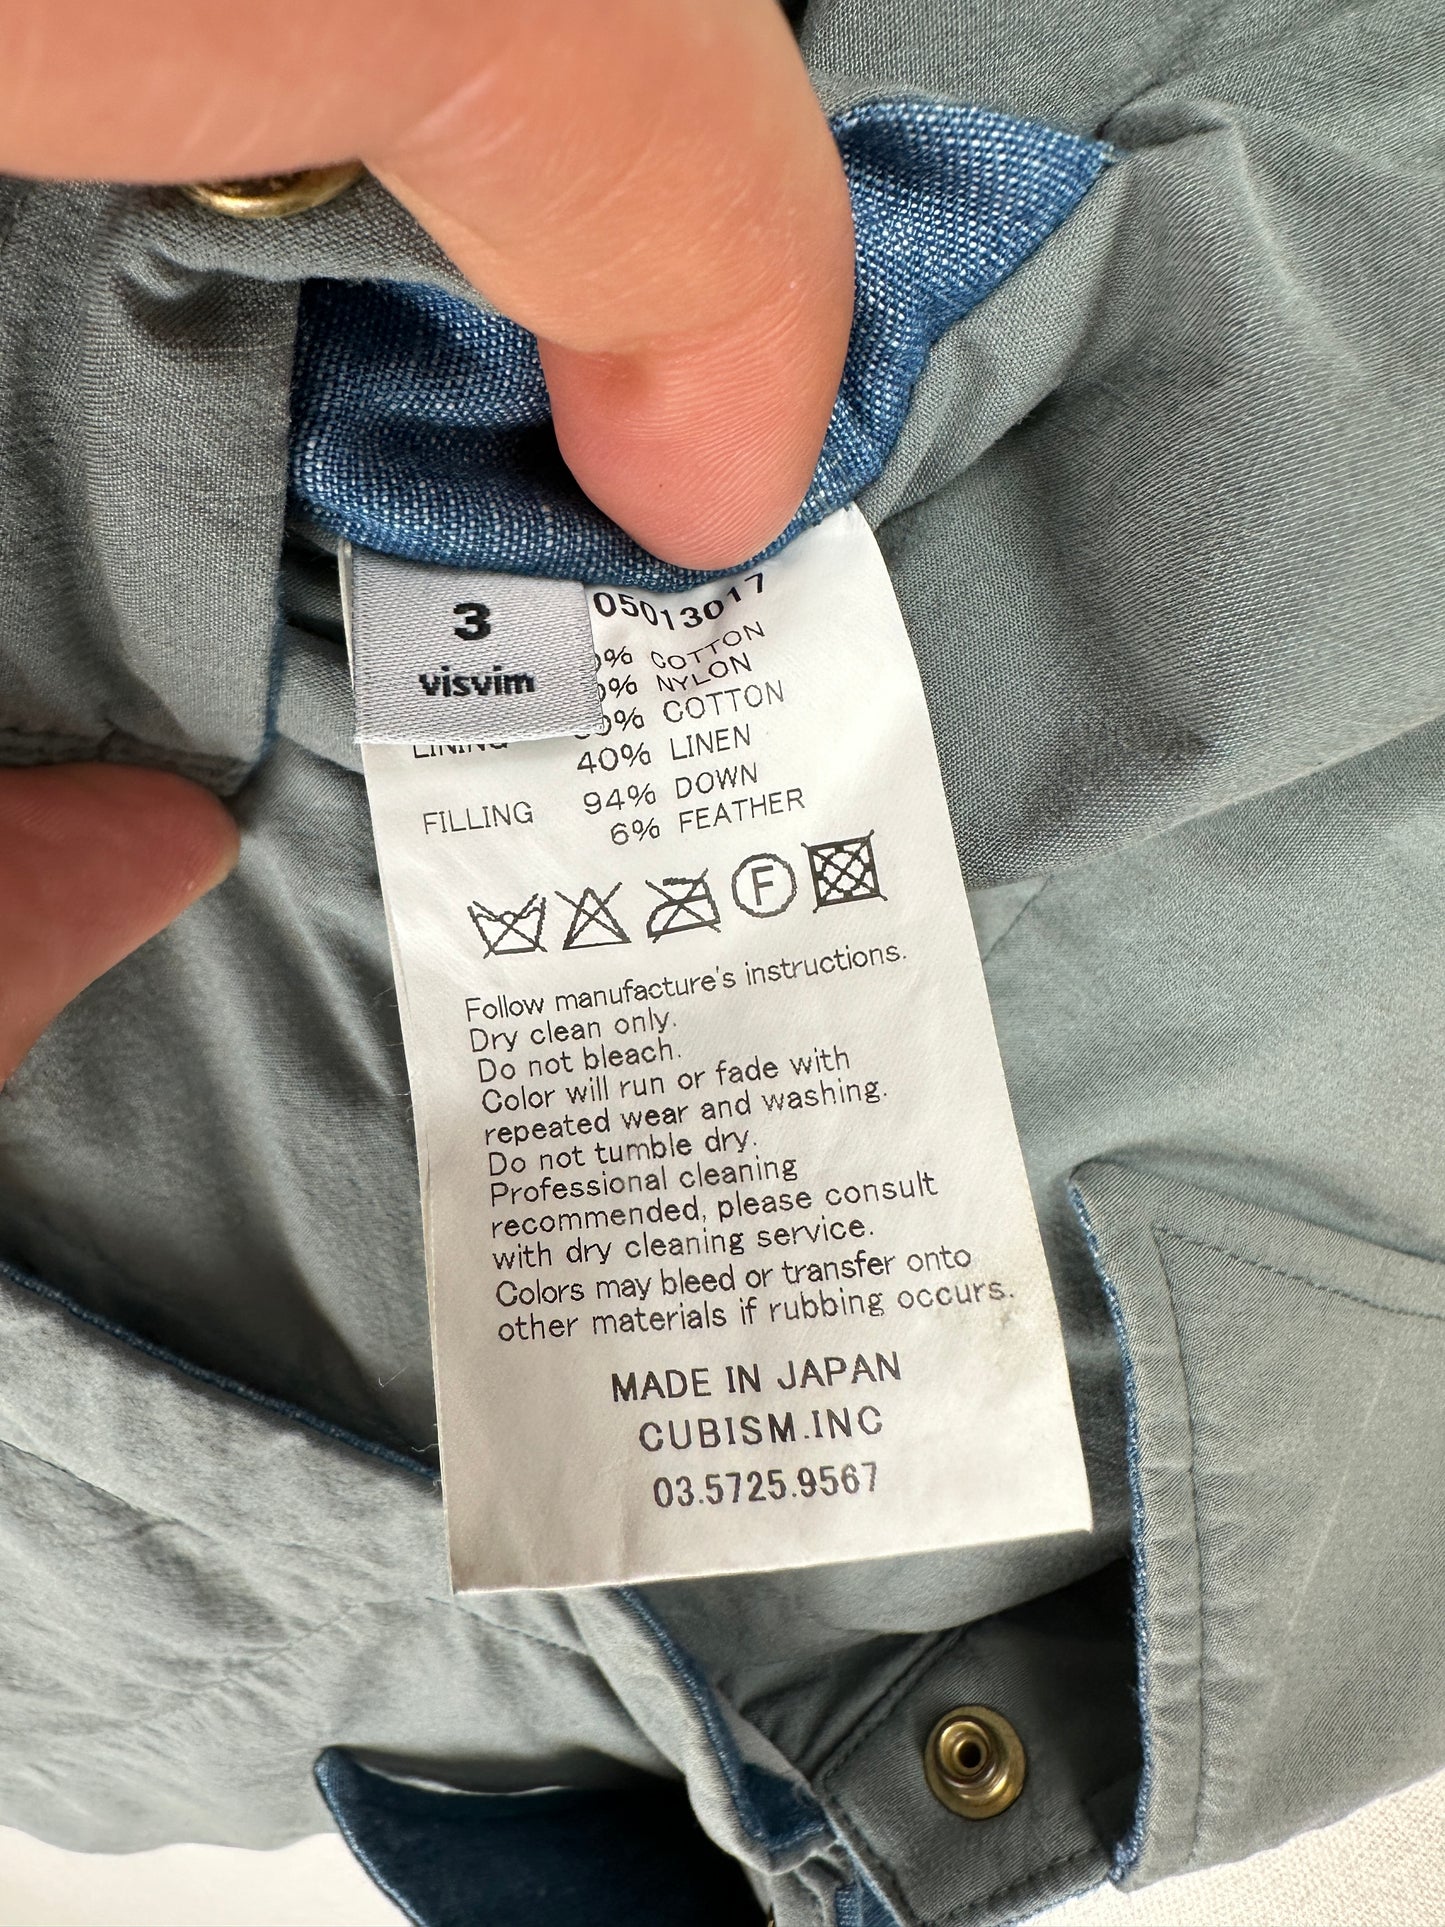 3
visvim
05013017
% COTTON
% NYLON
LINING 0% COTTON
40% LINEN
FILLING 94% DOWN
6% FEATHER
F
Follow manufacture's instructions.
Dry clean only.
Do not bleach.
Color will run or fade with
repeated wear and washing.
Do not tumble dry.
Professional cleaning
recommended, please consult
with dry cleaning service.
Colors may bleed or transfer onto
other materials if rubbing occurs.
MADE IN JAPAN
CUBISM.INC
03.5725.9567